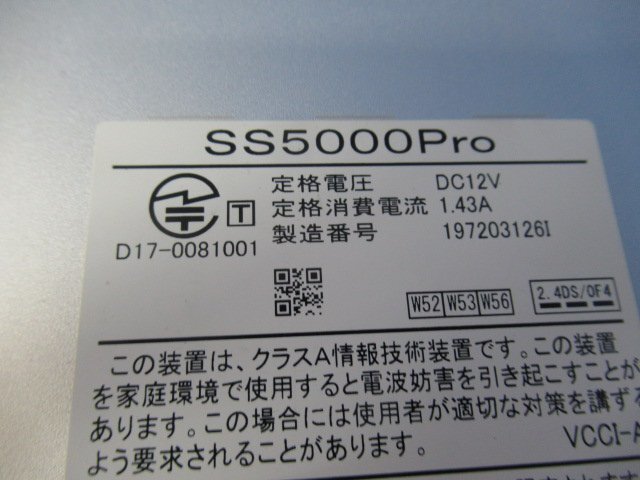 SS5000Pro
定格電圧 DC12V
定格消費電流 1.43A
製造番号 197203126I
T
D17-0081001
W52 W53 W56
2.4DS/OF4
この装置は、クラスA情報技術装置です。この装置
を家庭環境で使用すると電波妨害を引き起こすことが
あります。この場合には使用者が適切な対策を講ずる
よう要求されることがあります。 VCCI-A